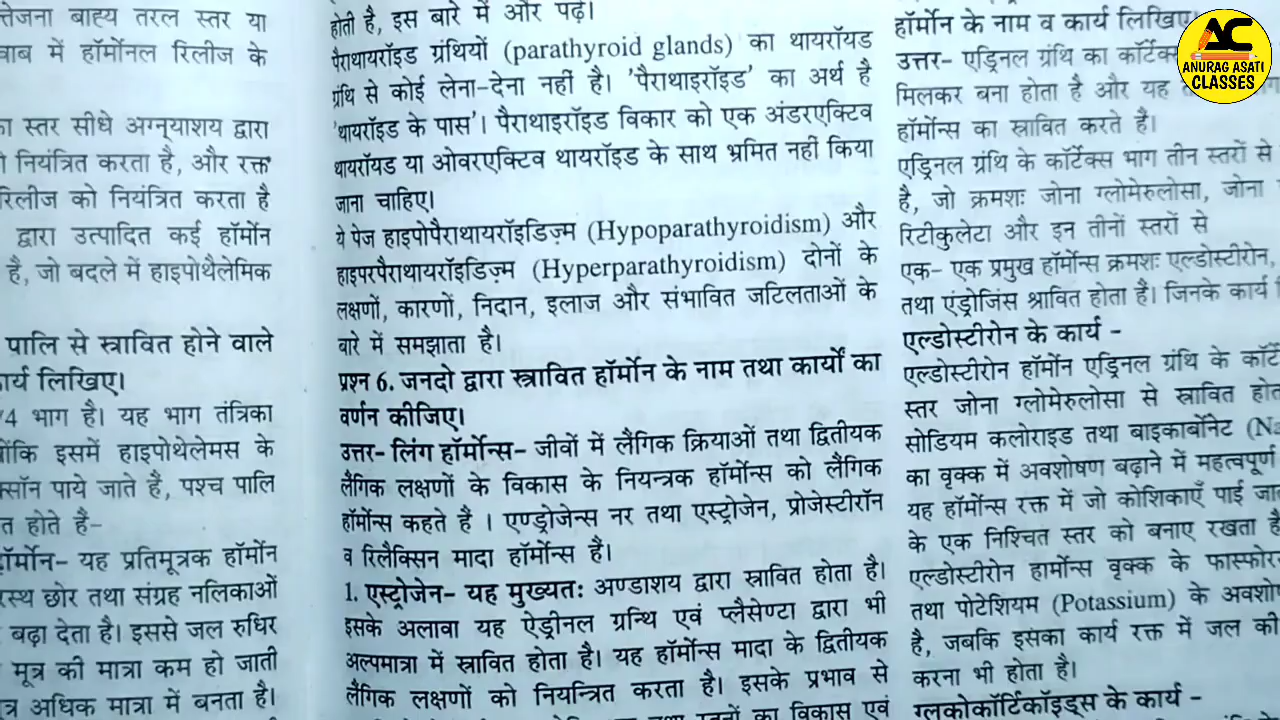 त्तेजना बाह्य तरल स्तर या
वाब में हॉर्मोनल रिलीज के
स्तर सीधे अग्न्याशय द्वारा
नियंत्रित करता है, और रक्त
रिलीज को नियंत्रित करता है
द्वारा उत्पादित कई हॉर्मोन
है, जो बदले में हाइपोथैलेमिक
पालि से स्त्रावित होने वाले
कार्य लिखिए।
/4 भाग है। यह भाग तंत्रिका
क्योंकि इसमें हाइपोथेलेमस के
क्सॉन पाये जाते हैं, पश्च पालि
त होते है-
हॉर्मोन- यह प्रतिमूत्रक हॉर्मोन
रस्थ छोर तथा संग्रह नलिकाओं
बढ़ा देता है। इससे जल रुधिर
मूत्र की मात्रा कम हो जाती
त्र अधिक मात्रा में बनता है।
होती है, इस बारे में और पढ़ें।
पैराथायरॉइड ग्रंथियों (parathyroid glands) का थायरॉयड
ग्रंथि से कोई लेना-देना नहीं है। 'पैराथाइरॉइड' का अर्थ है
'थायरॉइड के पास'। पैराथाइरॉइड विकार को एक अंडरएक्टिव
थायरॉयड या ओवरएक्टिव थायरॉइड के साथ भ्रमित नहीं किया
जाना चाहिए।
ये पेज हाइपोपैराथायरॉइडिज़्म (Hypoparathyroidism) और
हाइपरपैराथायरॉइडिज़्म (Hyperparathyroidism) दोनों के
लक्षणों, कारणों, निदान, इलाज और संभावित जटिलताओं के
बारे में समझाता है।
प्रश्न 6. जनदो द्वारा स्त्रावित हॉर्मोन के नाम तथा कार्यों का
वर्णन कीजिए।
उत्तर- लिंग हॉर्मोन्स- जीवों में लैगिक क्रियाओं तथा द्वितीयक
लैगिक लक्षणों के विकास के नियन्त्रक हॉर्मोन्स को लैंगिक
हॉर्मोन्स कहते है । एण्ड्रोजेन्स नर तथा एस्ट्रोजेन, प्रोजेस्टीरॉन
व रिलैक्सिन मादा हॉर्मोन्स है।
1. एस्ट्रोजेन- यह मुख्यतः अण्डाशय द्वारा स्त्रावित होता है।
इसके अलावा यह ऐड्रीनल ग्रन्थि एवं प्लैसेण्टा द्वारा भी
अल्पमात्रा में स्त्रावित होता है। यह हॉर्मोन्स मादा के द्वितीयक
लैंगिक लक्षणों को नियन्त्रित करता है। इसके प्रभाव से
का विकास एवं
हॉर्मोन के नाम व कार्य लिखिए।
उत्तर- एड्रिनल ग्रंथि का कॉर्टेक्स
मिलकर बना होता है और यह
हॉर्मोन्स का स्रावित करते है।
एड्रिनल ग्रंथि के कॉर्टेक्स भाग तीन स्तरों से
है, जो क्रमशः जोना ग्लोमेरुलोसा, जोना
रिटीकुलेटा और इन तीनों स्तरों से
एक- एक प्रमुख हॉर्मोन्स क्रमशः एल्डोस्टीरोन,
तथा एंड्रोजिंस श्रावित होता है। जिनके कार्य
एल्डोस्टीरोन के कार्य -
एल्डोस्टीरोन हॉर्मोन एड्रिनल ग्रंथि के कॉर्टे
स्तर जोना ग्लोमेरुलोसा से स्त्रावित होत
सोडियम कलोराइड तथा बाइकार्बोनेट (Na
का वृक्क में अवशोषण बढ़ाने में महत्वपूर्ण
यह हॉर्मोन्स रक्त में जो कोशिकाएँ पाई जा
के एक निश्चित स्तर को बनाए रखता है
एल्डोस्टीरोन हार्मोन्स वृक्क के फास्फोर
तथा पोटेशियम (Potassium) के अवशो
है, जबकि इसका कार्य रक्त में जल की
करना भी होता है।
ग्लूकोकॉर्टिकॉइड्स के कार्य -
AC
ANURAG ASATI
CLASSES